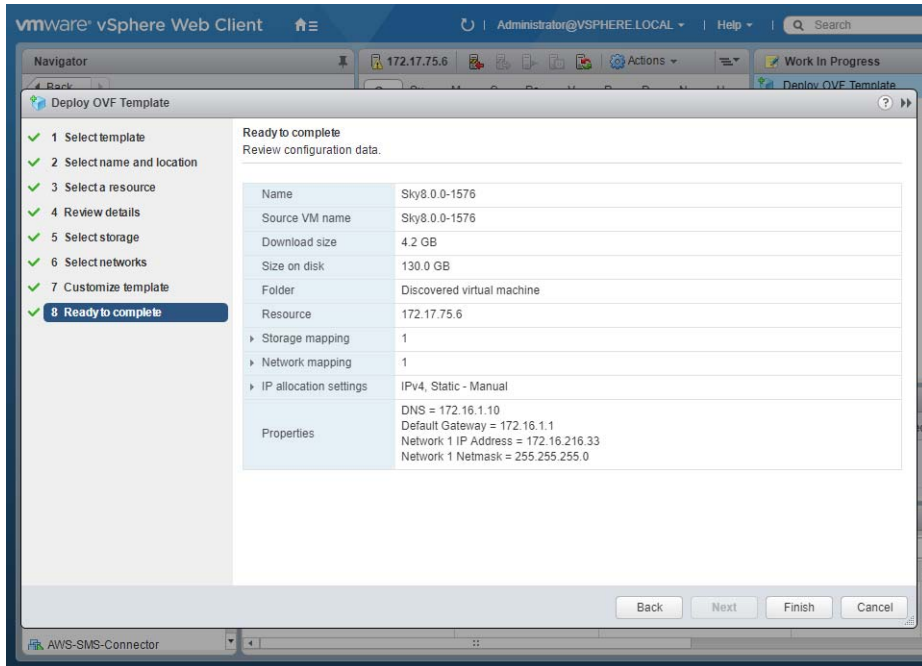 vmware® vSphere Web Client
Administrator@VSPHERE.LOCAL | Help | Search
Navigator
172.17.75.6 Actions
Work In Progress
Back
Deploy OVF Template
Deploy OVF Template
1 Select template
2 Select name and location
3 Select a resource
4 Review details
5 Select storage
6 Select networks
7 Customize template
8 Ready to complete
Ready to complete
Review configuration data.
Name Sky8.0.0-1576
Source VM name Sky8.0.0-1576
Download size 4.2 GB
Size on disk 130.0 GB
Folder Discovered virtual machine
Resource 172.17.75.6
Storage mapping 1
Network mapping 1
IP allocation settings IPv4, Static - Manual
Properties
DNS = 172.16.1.10
Default Gateway = 172.16.1.1
Network 1 IP Address = 172.16.216.33
Network 1 Netmask = 255.255.255.0
Back Next Finish Cancel
AWS-SMS-Connector